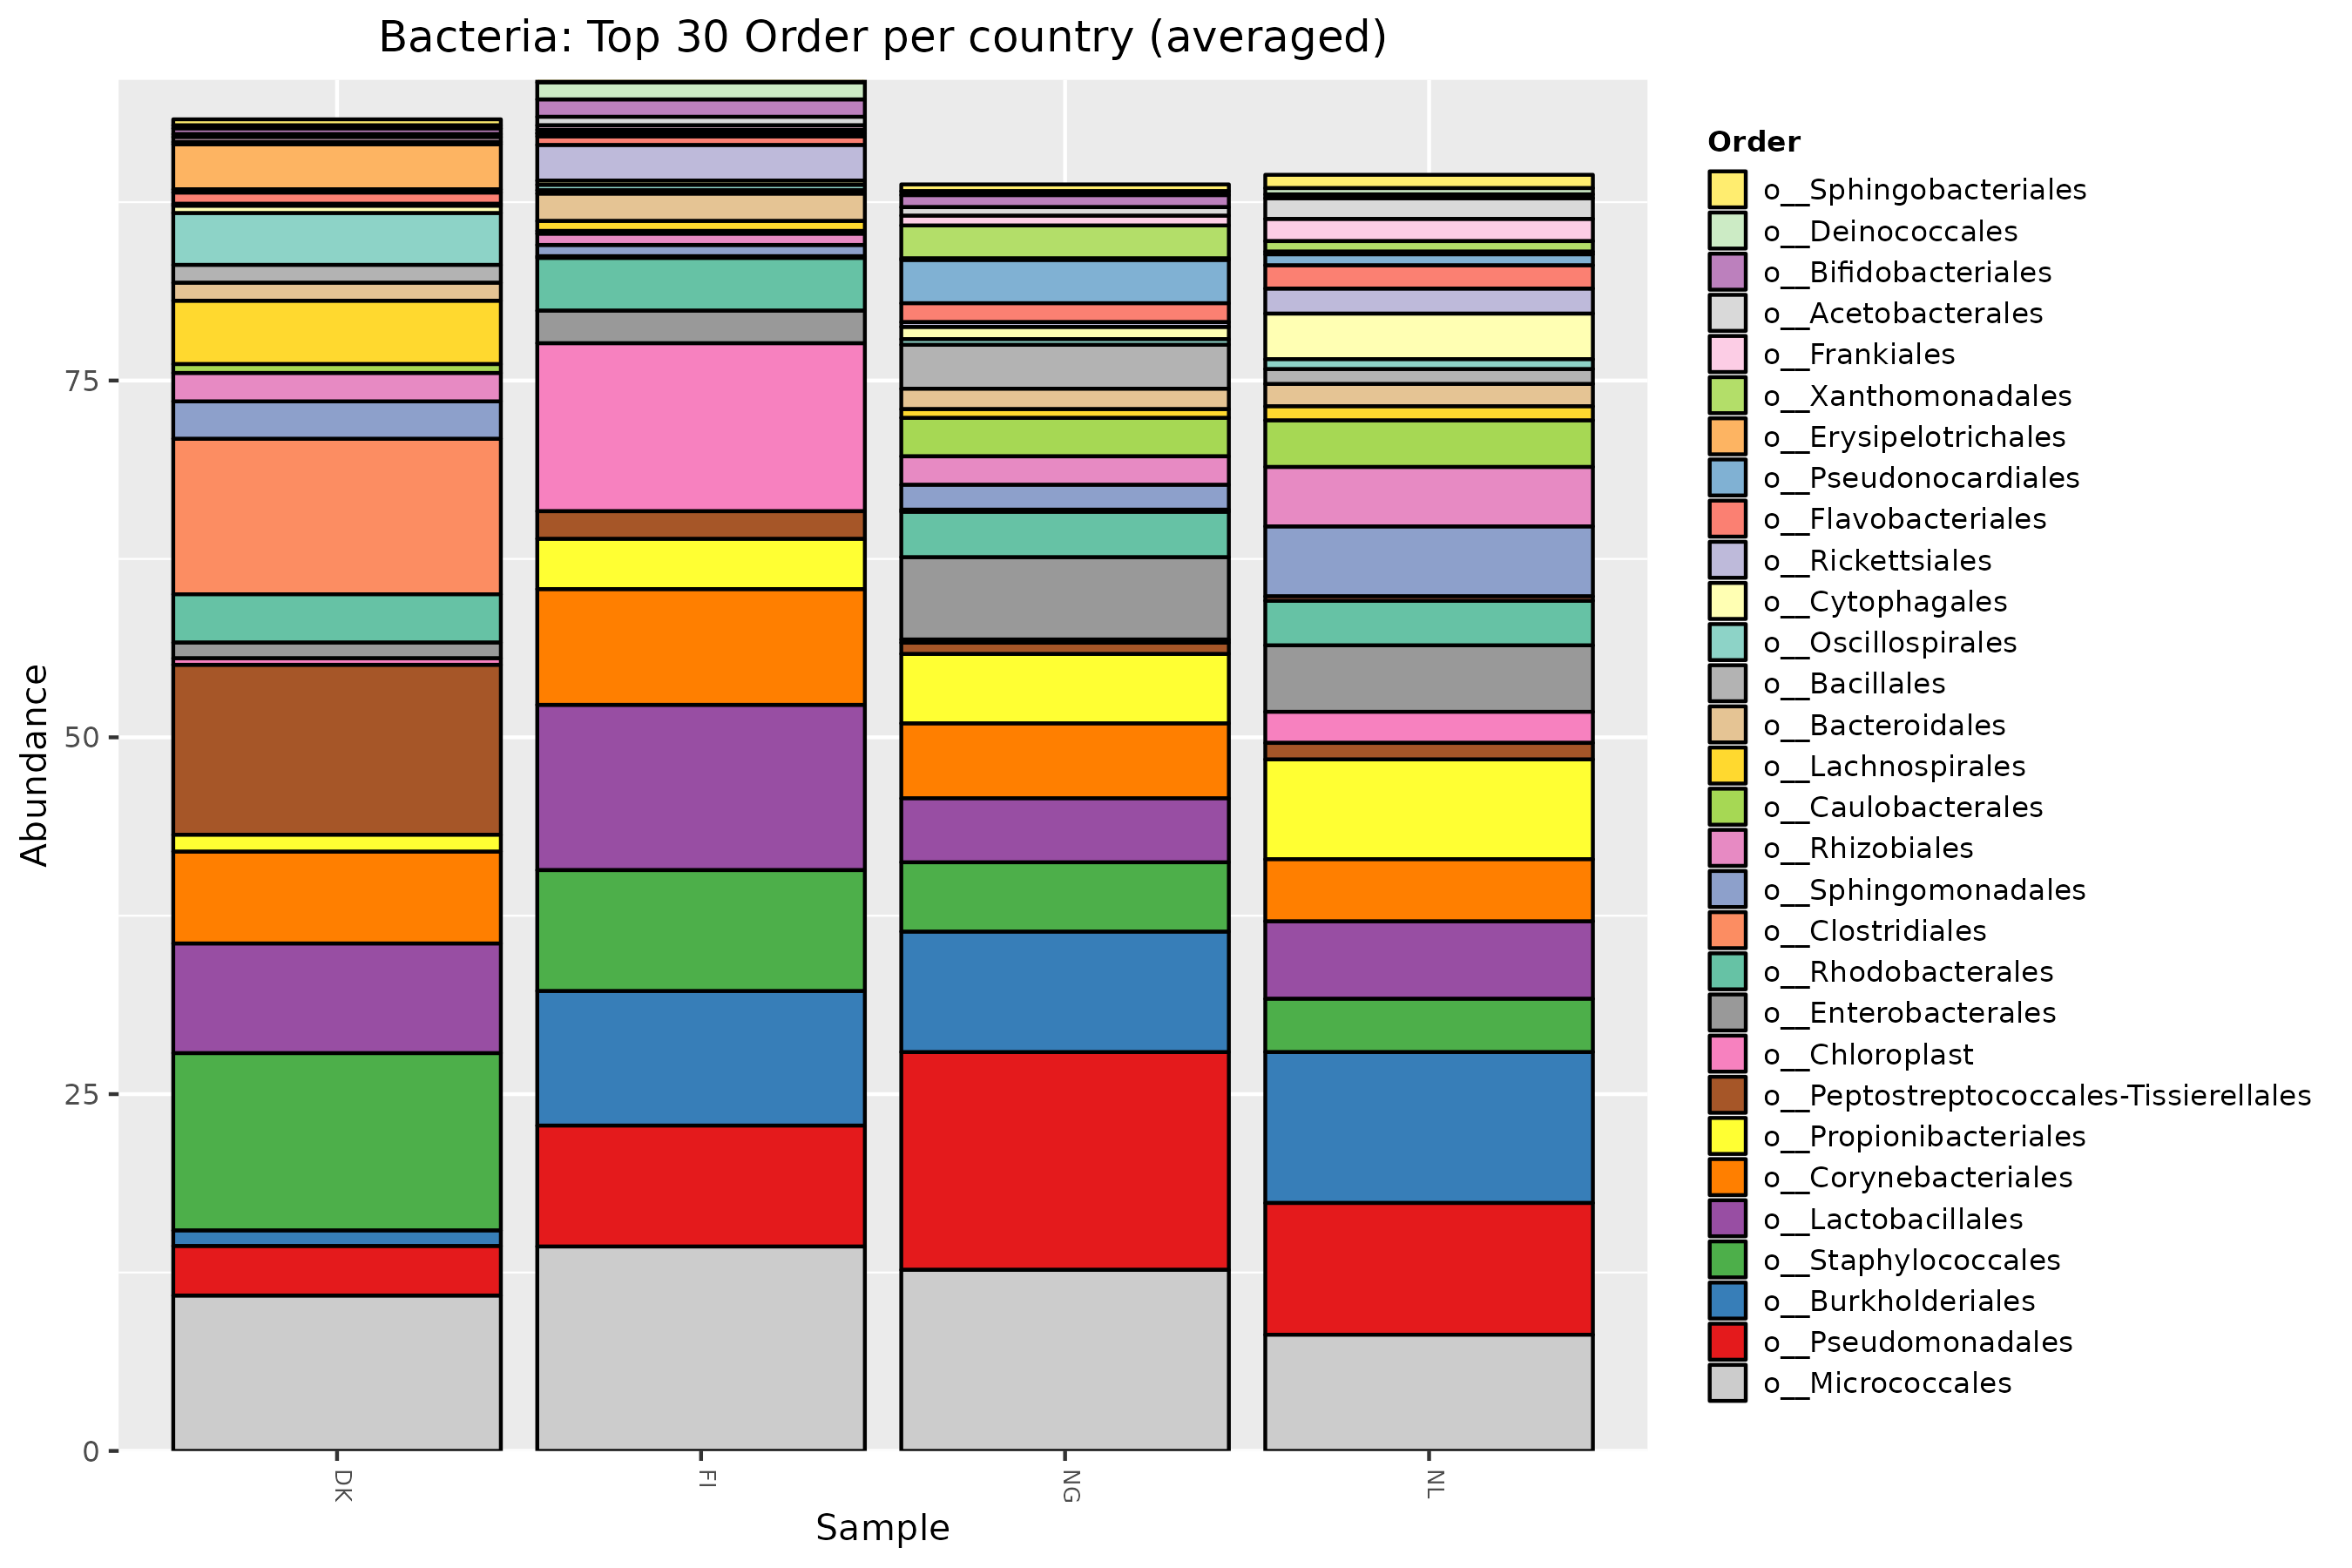 Bacteria: Top 30 Order per country (averaged)
Abundance
75
50
25
0
DK
FI
NG
NL
Sample
Order
o__Sphingobacteriales
o__Deinococcales
o__Bifidobacteriales
o__Acetobacterales
o__Frankiales
o__Xanthomonadales
o__Erysipelotrichales
o__Pseudonocardiales
o__Flavobacteriales
o__Rickettsiales
o__Cytophagales
o__Oscillospirales
o__Bacillales
o__Bacteroidales
o__Lachnospirales
o__Caulobacterales
o__Rhizobiales
o__Sphingomonadales
o__Clostridiales
o__Rhodobacterales
o__Enterobacterales
o__Chloroplast
o__Peptostreptococcales-Tissierellales
o__Propionibacteriales
o__Corynebacteriales
o__Lactobacillales
o__Staphylococcales
o__Burkholderiales
o__Pseudomonadales
o__Micrococcales